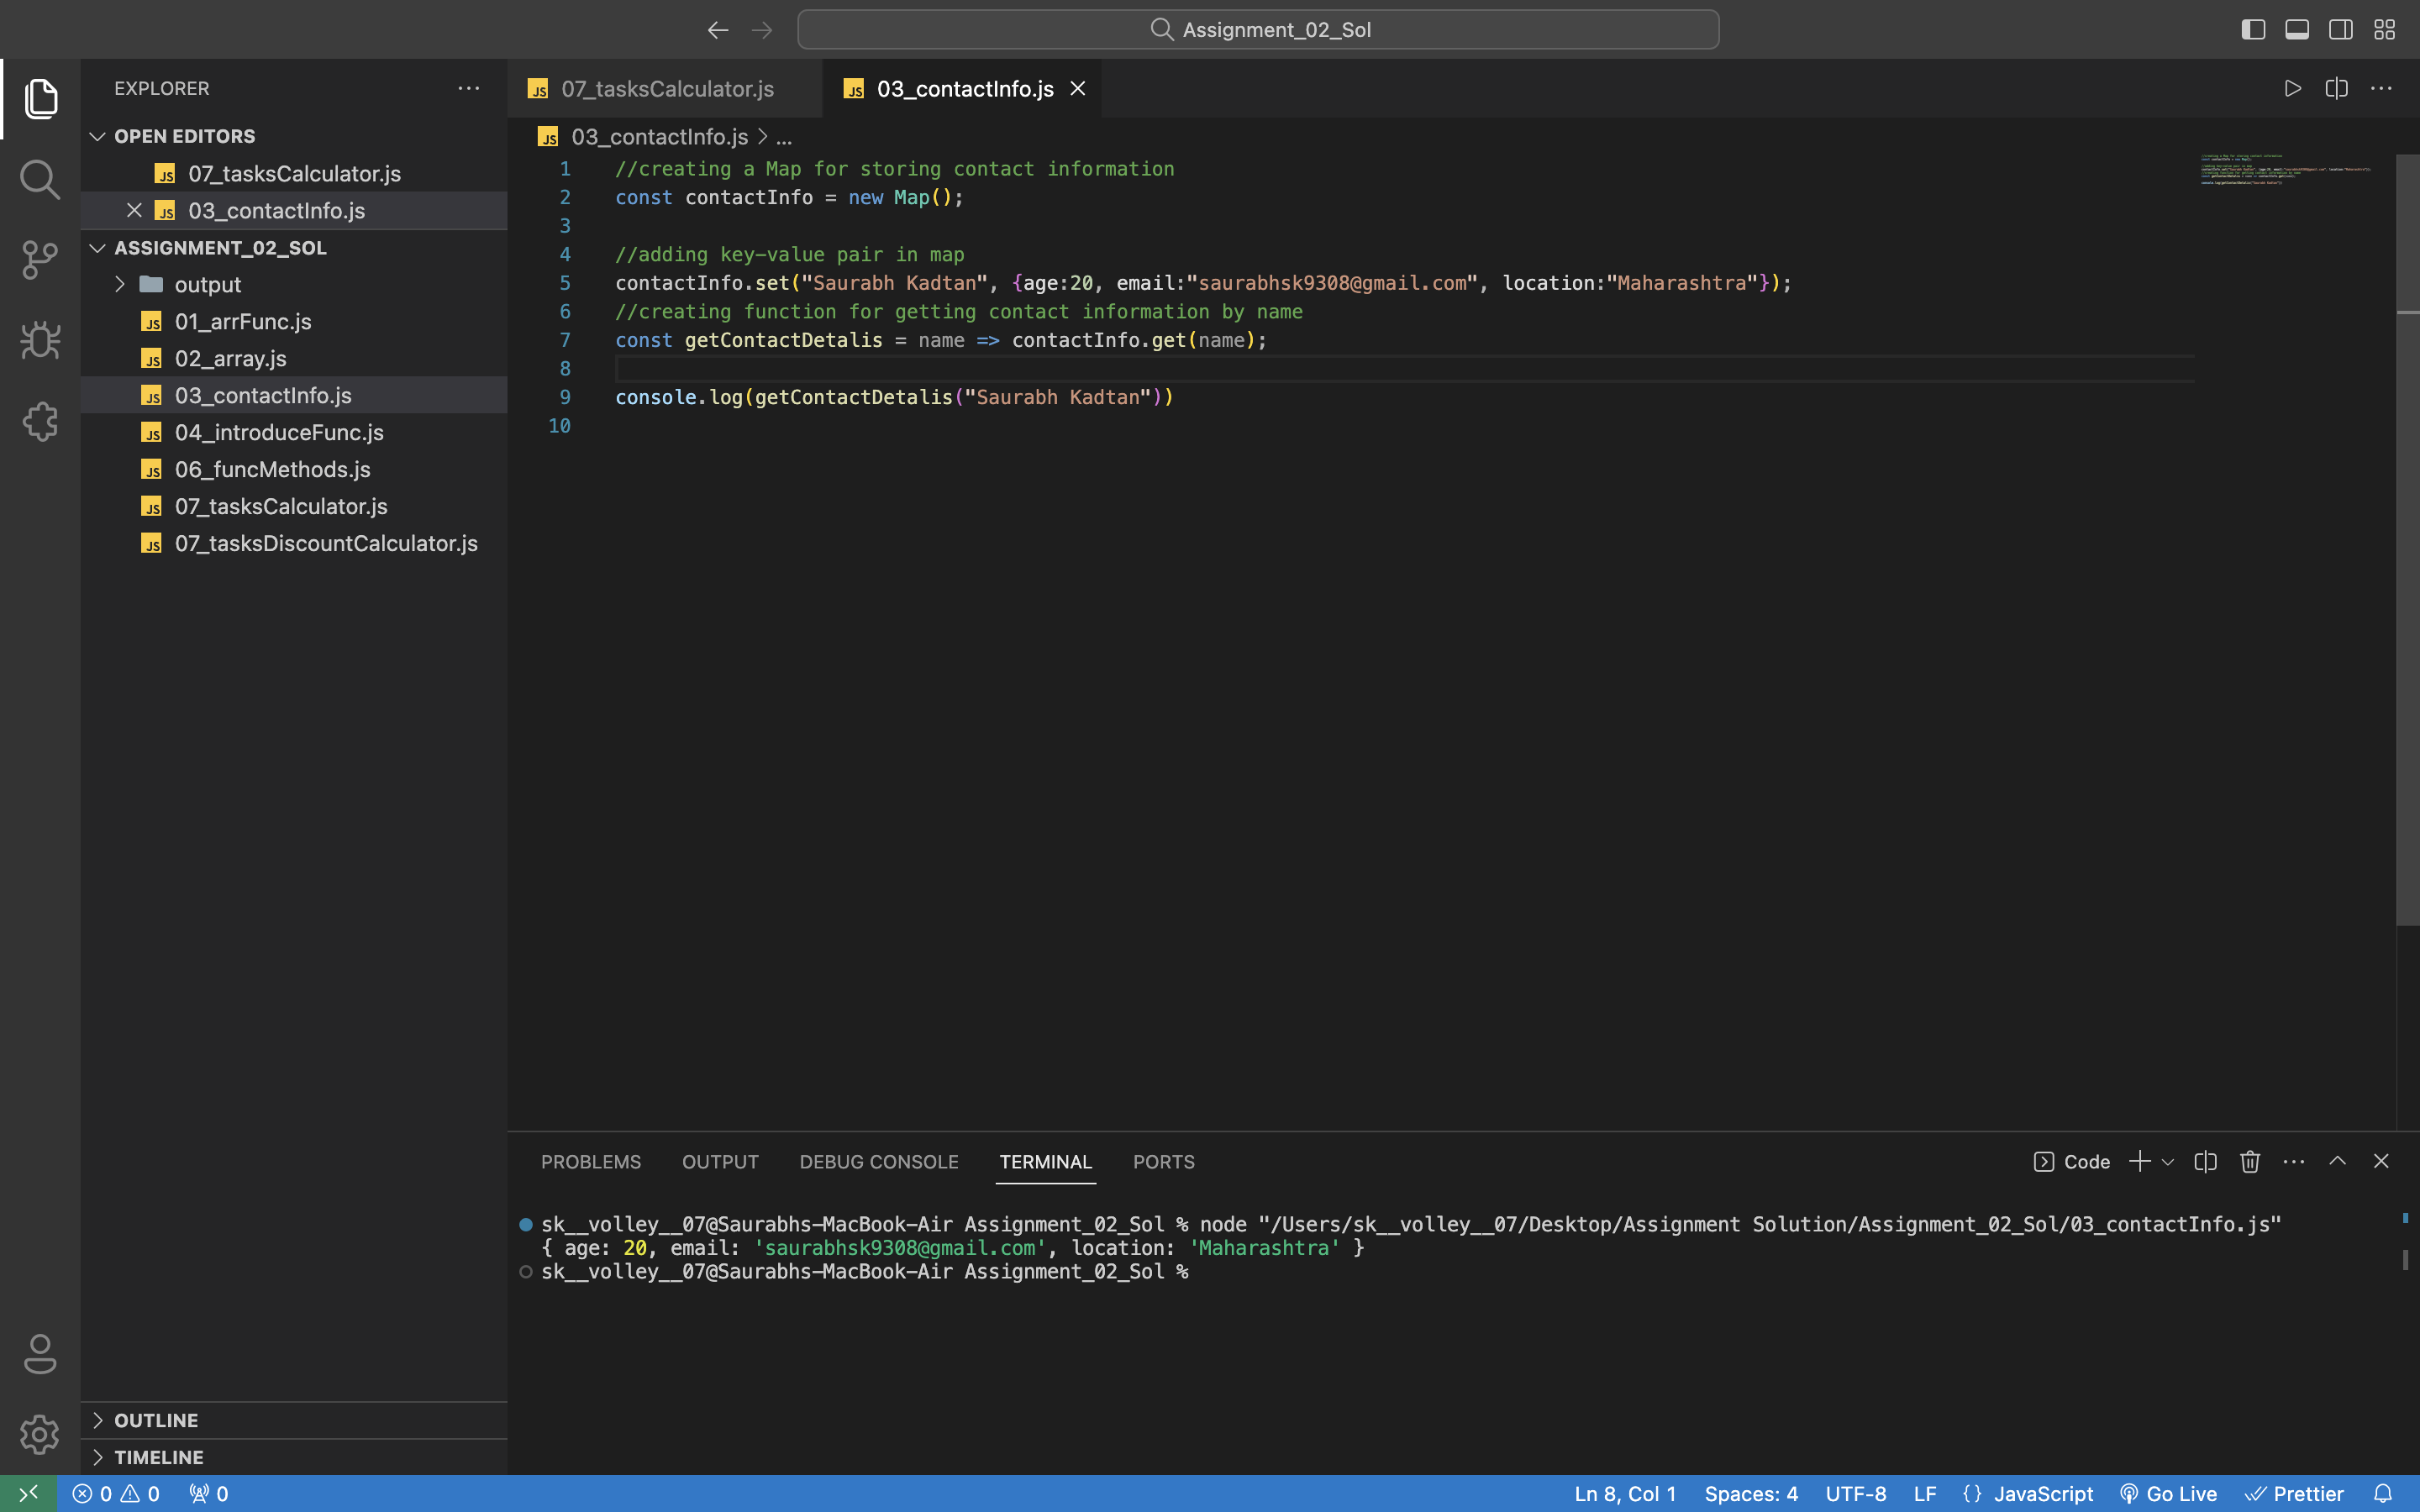 Assignment_02_Sol
EXPLORER
07_tasksCalculator.js
03_contactInfo.js
OPEN EDITORS
07_tasksCalculator.js
03_contactInfo.js
ASSIGNMENT_02_SOL
output
01_arrFunc.js
02_array.js
03_contactInfo.js
04_introduceFunc.js
06_funcMethods.js
07_tasksCalculator.js
07_tasksDiscountCalculator.js
OUTLINE
TIMELINE
03_contactInfo.js > ...
1 //creating a Map for storing contact information
2 const contactInfo = new Map();
3
4 //adding key-value pair in map
5 contactInfo.set("Saurabh Kadtan", {age:20, email:"saurabhsk9308@gmail.com", location:"Maharashtra"});
6 //creating function for getting contact information by name
7 const getContactDetalis = name => contactInfo.get(name);
8
9 console.log(getContactDetalis("Saurabh Kadtan"))
10
PROBLEMS OUTPUT DEBUG CONSOLE TERMINAL PORTS
Code
sk__volley__07@Saurabhs-MacBook-Air Assignment_02_Sol % node "/Users/sk__volley__07/Desktop/Assignment Solution/Assignment_02_Sol/03_contactInfo.js"
{ age: 20, email: 'saurabhsk9308@gmail.com', location: 'Maharashtra' }
sk__volley__07@Saurabhs-MacBook-Air Assignment_02_Sol %
0 0 0 Ln 8, Col 1 Spaces: 4 UTF-8 LF {} JavaScript Go Live Prettier